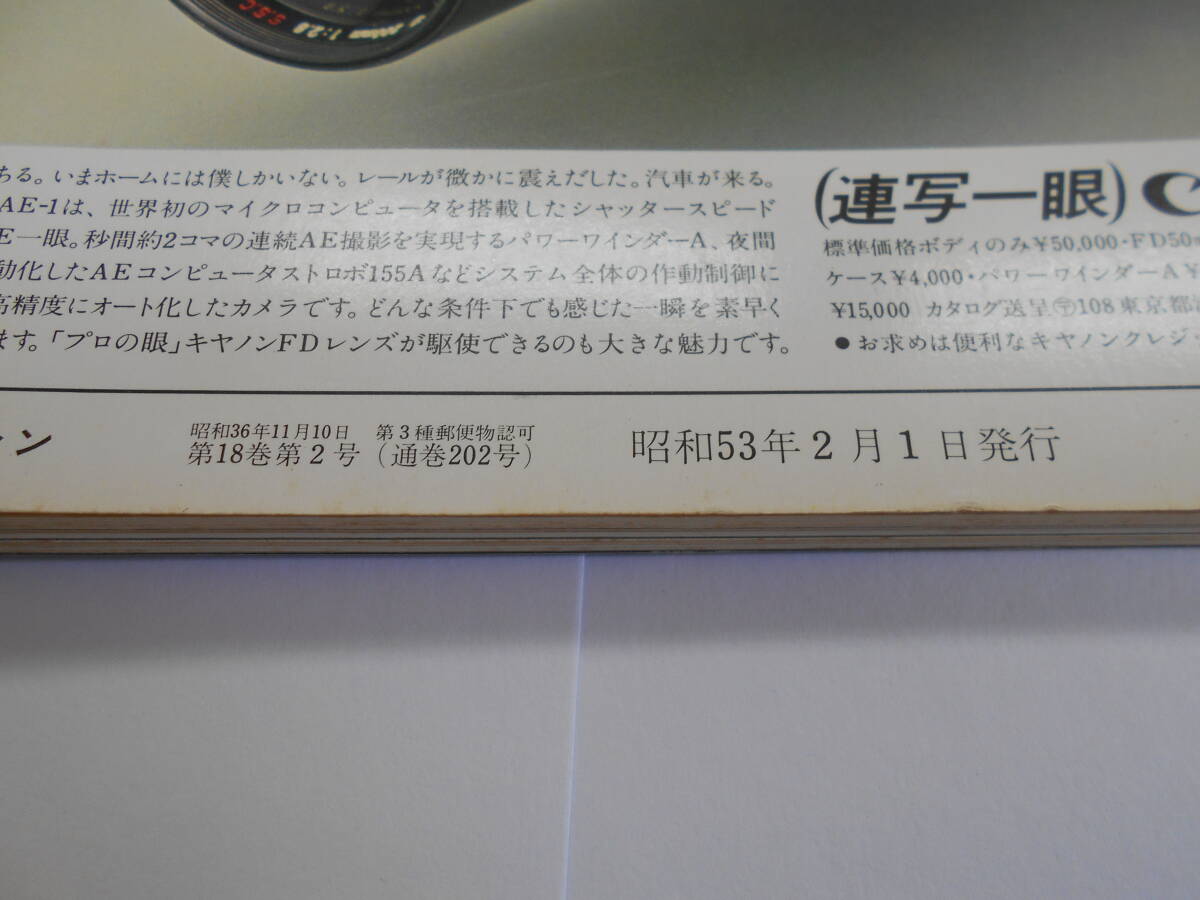 200mm 1:2.8 S.S.C
ちる。いまホームには僕しかいない。レールが微かに震えだした。汽車が来る。
AE-1は、世界初のマイクロコンピュータを搭載したシャッタースピード
E一眼。秒間約2コマの連続AE撮影を実現するパワーワインダーA、夜間
動化したAEコンピュータストロボ155Aなどシステム全体の作動制御に
高精度にオート化したカメラです。どんな条件下でも感じた一瞬を素早く
ます。「プロの眼」キヤノンFDレンズが駆使できるのも大きな魅力です。
(連写一眼) C
標準価格ボディのみ¥50,000・FD50
ケース¥4,000・パワーワインダーA¥
¥15,000 カタログ送呈〶108東京都
●お求めは便利なキヤノンクレジ
ン
昭和36年11月10日 第3種郵便物認可
第18巻第2号(通巻202号)
昭和53年2月1日発行